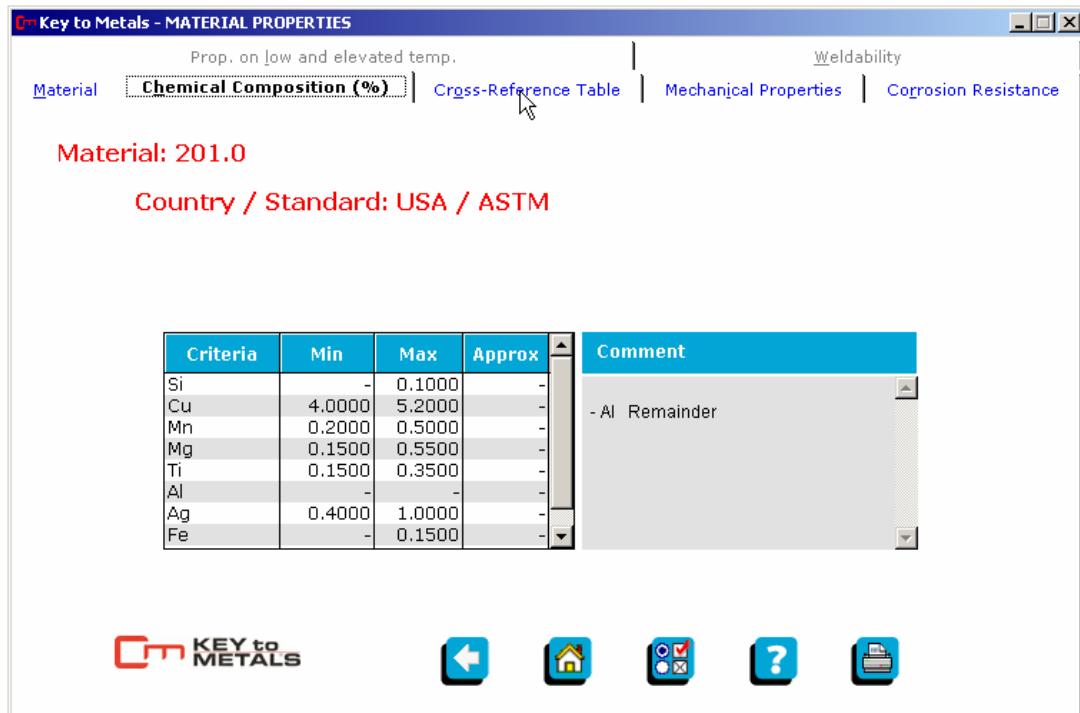 Key to Metals - MATERIAL PROPERTIES
Prop. on low and elevated temp. Weldability
Material Chemical Composition (%) Cross-Reference Table Mechanical Properties Corrosion Resistance
Material: 201.0
Country / Standard: USA / ASTM
Criteria Min Max Approx Comment
Si - 0.1000 -
Cu 4.0000 5.2000 - - Al Remainder
Mn 0.2000 0.5000 -
Mg 0.1500 0.5500 -
Ti 0.1500 0.3500 -
Al - - -
Ag 0.4000 1.0000 -
Fe - 0.1500 -
KEY to
METALS
?